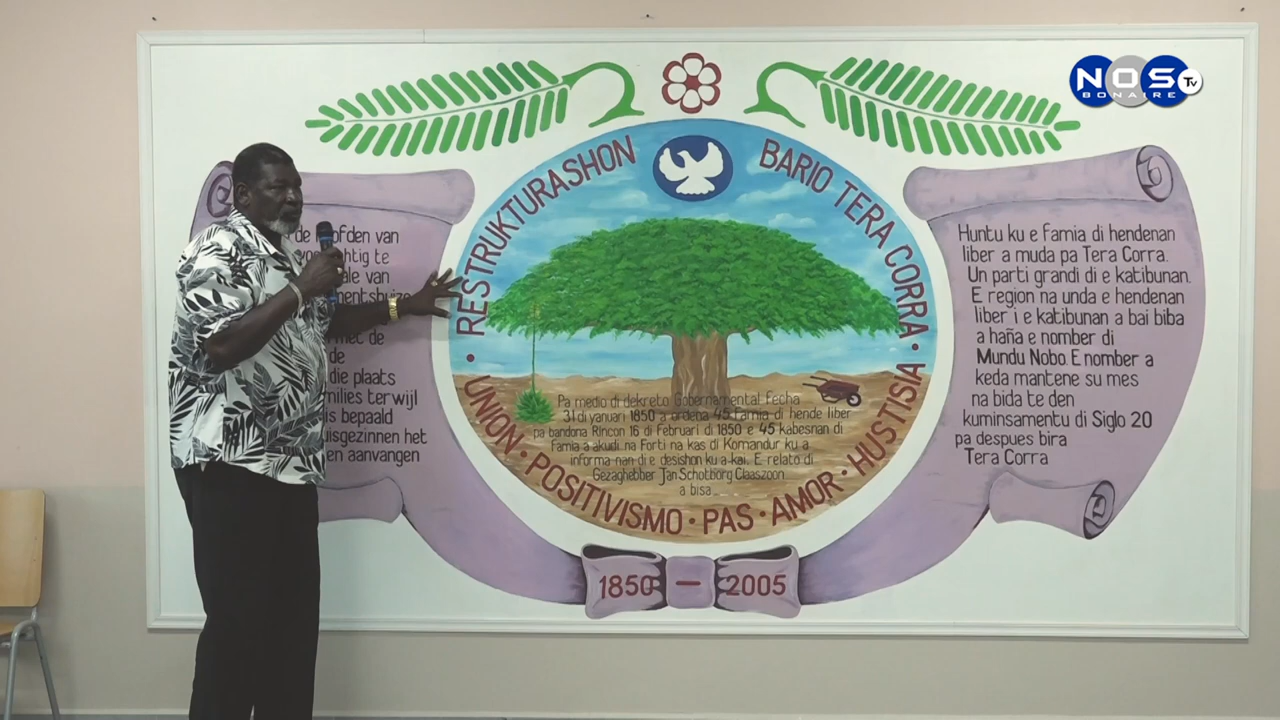 NOS TV
BONAIRE
RESTRUKTURASHON BARIO TERA CORRA
• UNION • POSITIVISMO • PAS • AMOR • HUSTISIA •
de hoofden van
te
ale van
met de
de
die plaats
milies terwijl
is bepaald
uisgezinnen het
en aanvangen
Pa medio di dekreto Gobernamental fecha
31 di yanuari 1850 a ordena 45 famia di hende liber
pa bandona Rincon 16 di Februari di 1850 e 45 kabesnan di
famia a akudi na Forti na kas di Komandur ku a
informa nan di e desishon ku a kai. E relato di
Gezaghebber Jan Schotborg Claaszoon
a bisa
Huntu ku e famia di hendenan
liber a muda pa Tera Corra.
Un parti grandi di e katibunan.
E region na unda e hendenan
liber i e katibunan a bai biba
a haña e nomber di
Mundu Nobo E nomber a
keda mantene su mes
na bida te den
kuminsamentu di Siglo 20
pa despues bira
Tera Corra
1850 – 2005